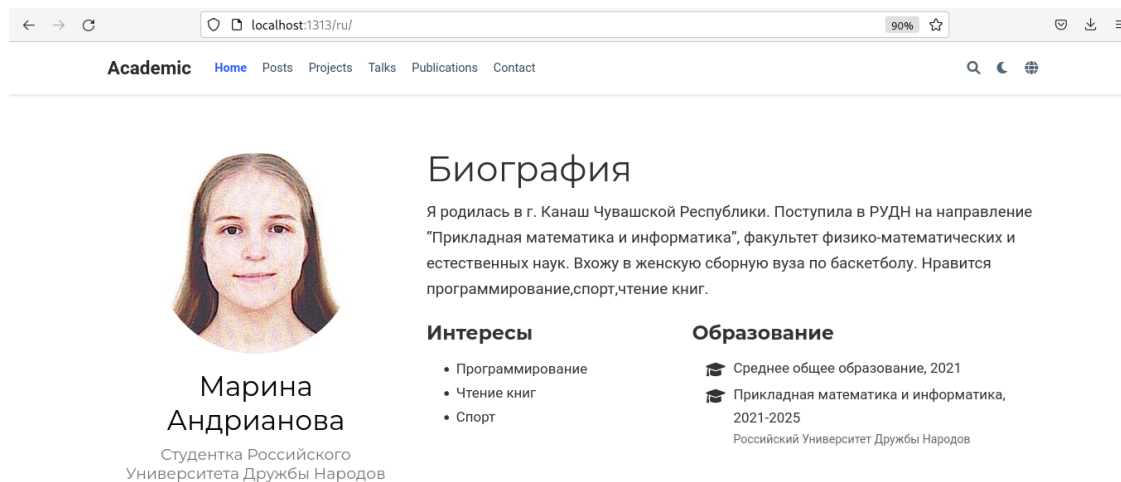 localhost:1313/ru/
90%
Academic Home Posts Projects Talks Publications Contact
Биография
Я родилась в г. Канаш Чувашской Республики. Поступила в РУДН на направление
“Прикладная математика и информатика”, факультет физико-математических и
естественных наук. Вхожу в женскую сборную вуза по баскетболу. Нравится
программирование,спорт,чтение книг.
Марина
Андрианова
Студентка Российского
Университета Дружбы Народов
Интересы
Программирование
Чтение книг
Спорт
Образование
Среднее общее образование, 2021
Прикладная математика и информатика,
2021-2025
Российский Университет Дружбы Народов